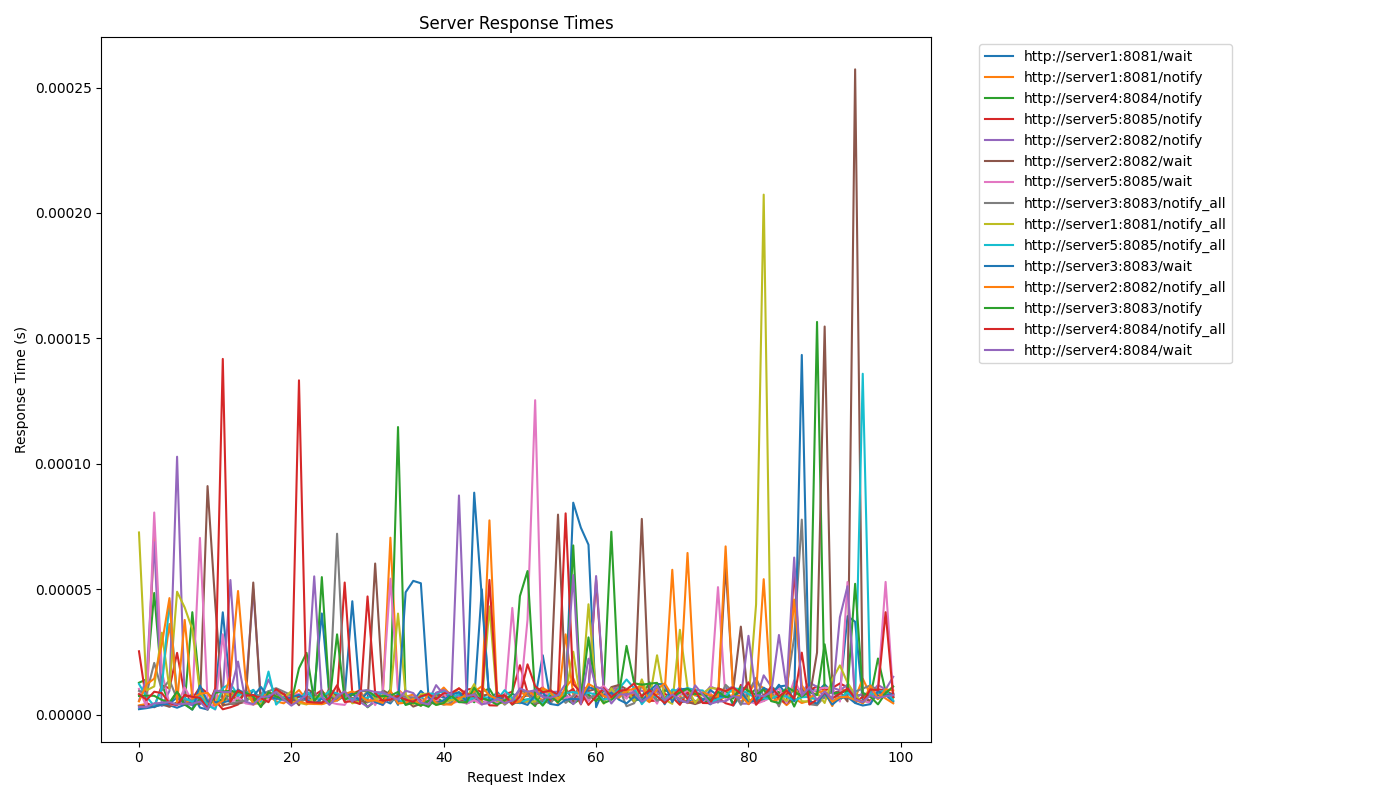 Server Response Times
Response Time (s)
0.00025
0.00020
0.00015
0.00010
0.00005
0.00000
0
20
40
60
80
100
Request Index
http://server1:8081/wait
http://server1:8081/notify
http://server4:8084/notify
http://server5:8085/notify
http://server2:8082/notify
http://server2:8082/wait
http://server5:8085/wait
http://server3:8083/notify_all
http://server1:8081/notify_all
http://server5:8085/notify_all
http://server3:8083/wait
http://server2:8082/notify_all
http://server3:8083/notify
http://server4:8084/notify_all
http://server4:8084/wait